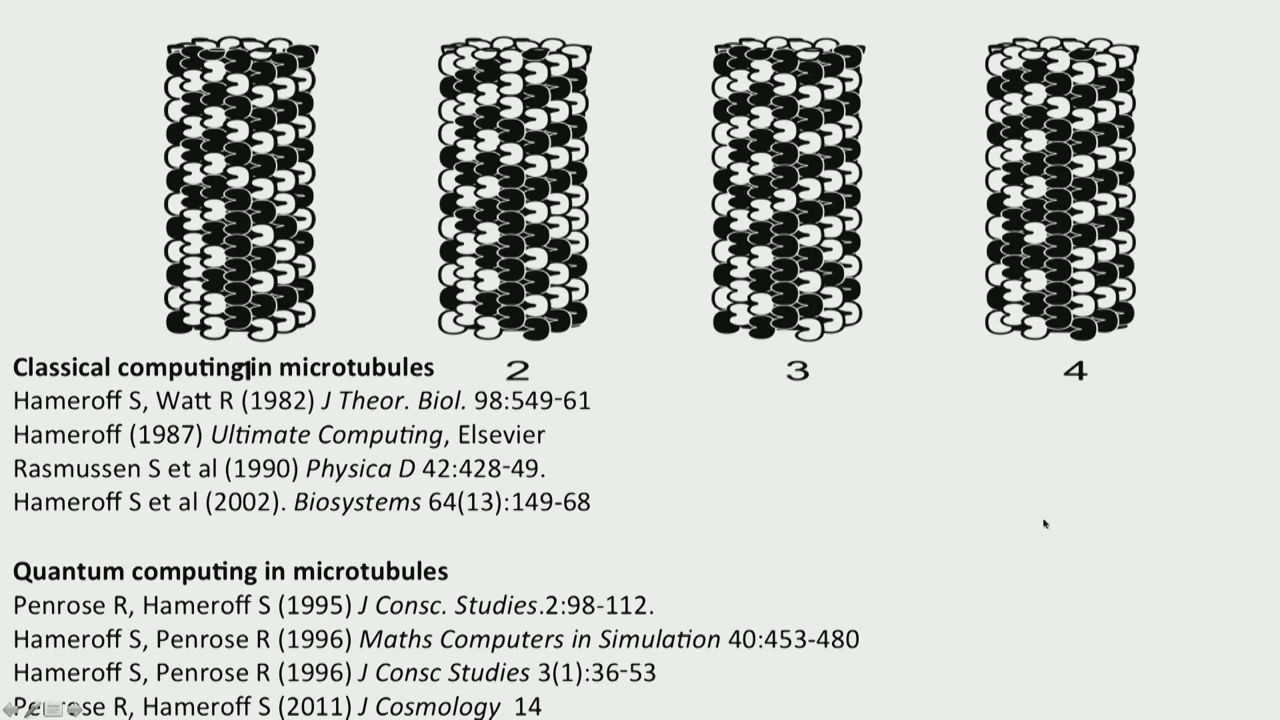 1 2 3 4
Classical computing in microtubules
Hameroff S, Watt R (1982) J Theor. Biol. 98:549-61
Hameroff (1987) Ultimate Computing, Elsevier
Rasmussen S et al (1990) Physica D 42:428-49.
Hameroff S et al (2002). Biosystems 64(13):149-68
Quantum computing in microtubules
Penrose R, Hameroff S (1995) J Consc. Studies.2:98-112.
Hameroff S, Penrose R (1996) Maths Computers in Simulation 40:453-480
Hameroff S, Penrose R (1996) J Consc Studies 3(1):36-53
Penrose R, Hameroff S (2011) J Cosmology 14